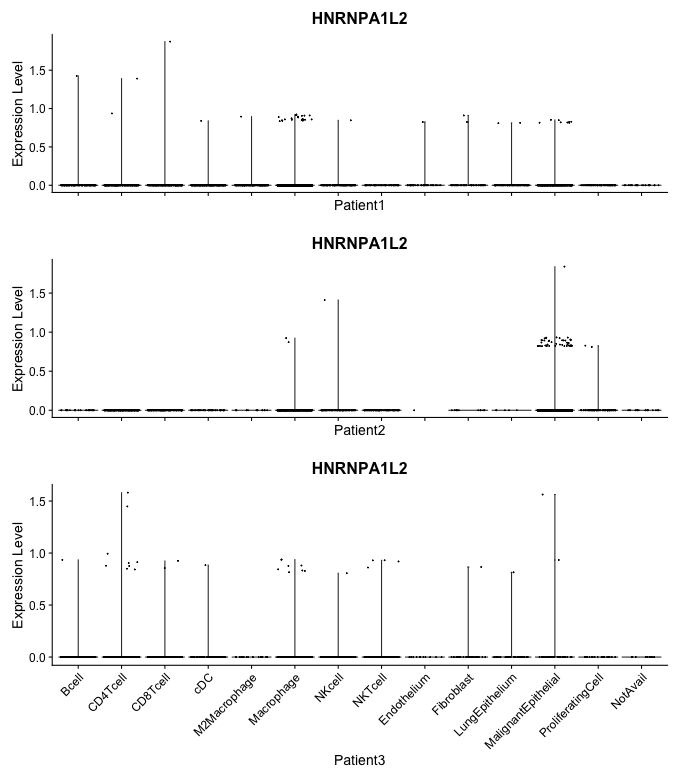 HNRNPA1L2
Expression Level
1.5
1.0
0.5
0.0
Patient1
HNRNPA1L2
Expression Level
1.5
1.0
0.5
0.0
Patient2
HNRNPA1L2
Expression Level
1.5
1.0
0.5
0.0
Bcell
CD4Tcell
CD8Tcell
cDC
M2Macrophage
Macrophage
NKcell
NKTcell
Endothelium
Fibroblast
LungEpithelium
MalignantEpithelial
ProliferatingCell
NotAvail
Patient3